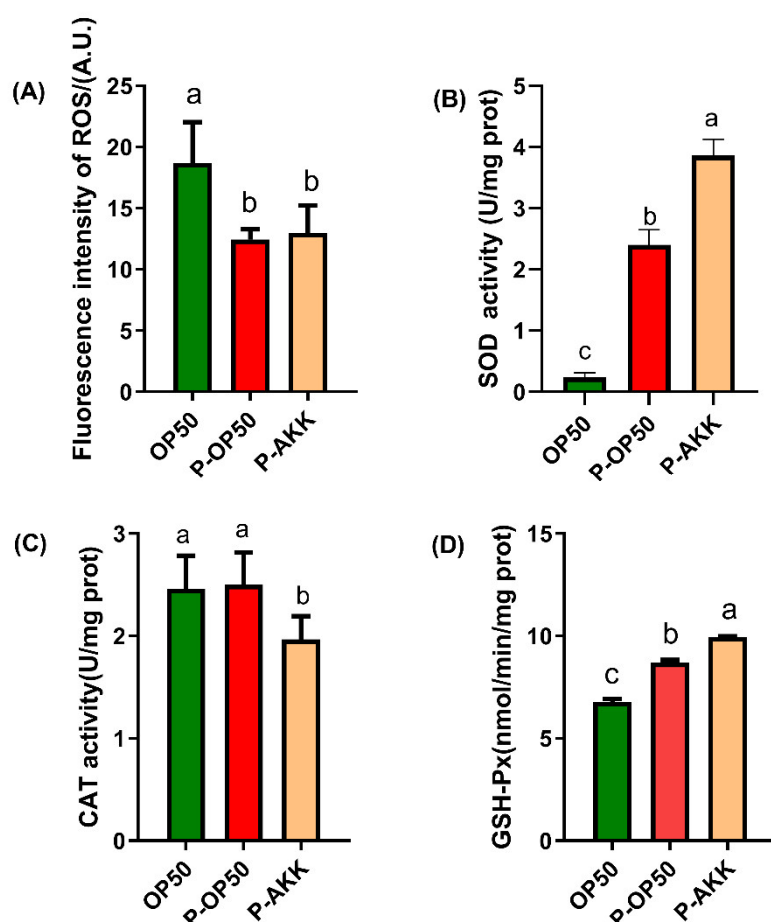 (A)
Fluorescence intensity of ROS/(A.U.)
25
20
15
10
5
0
a
b
b
OP50
P-OP50
P-AKK
(B)
SOD activity (U/mg prot)
5
4
3
2
1
0
c
b
a
OP50
P-OP50
P-AKK
(C)
CAT activity(U/mg prot)
3
2
1
0
a
a
b
OP50
P-OP50
P-AKK
(D)
GSH-Px(nmol/min/mg prot)
15
10
5
0
c
b
a
OP50
P-OP50
P-AKK